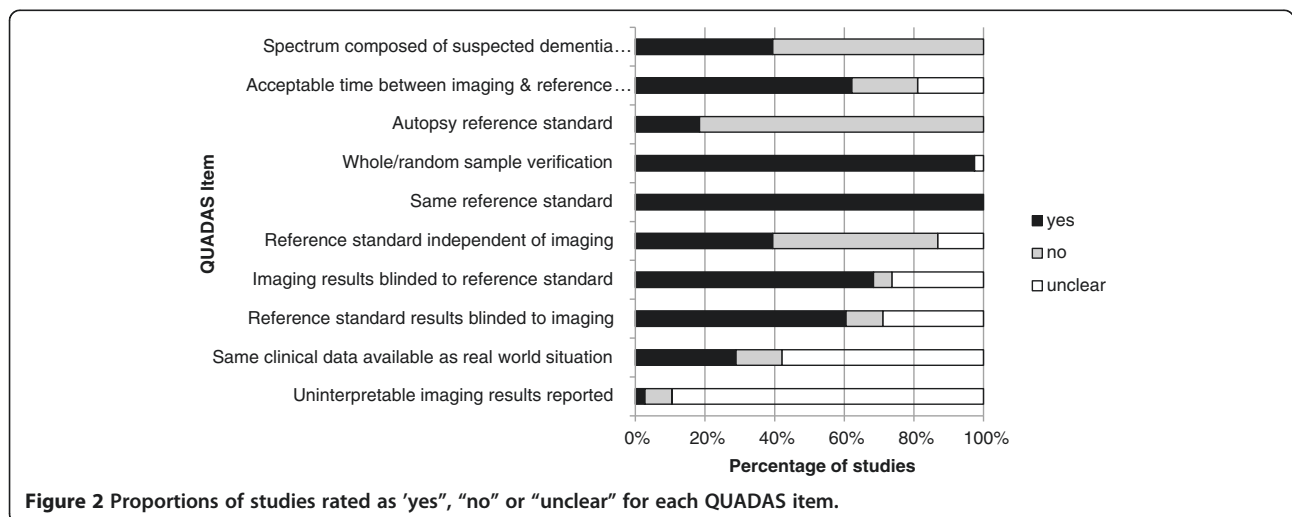 Spectrum composed of suspected dementia…
Acceptable time between imaging & reference…
Autopsy reference standard
Whole/random sample verification
Same reference standard
Reference standard independent of imaging
Imaging results blinded to reference standard
Reference standard results blinded to imaging
Same clinical data available as real world situation
Uninterpretable imaging results reported
QUADAS Item
0% 20% 40% 60% 80% 100%
Percentage of studies
yes
no
unclear
Figure 2 Proportions of studies rated as ’yes”, “no” or “unclear” for each QUADAS item.